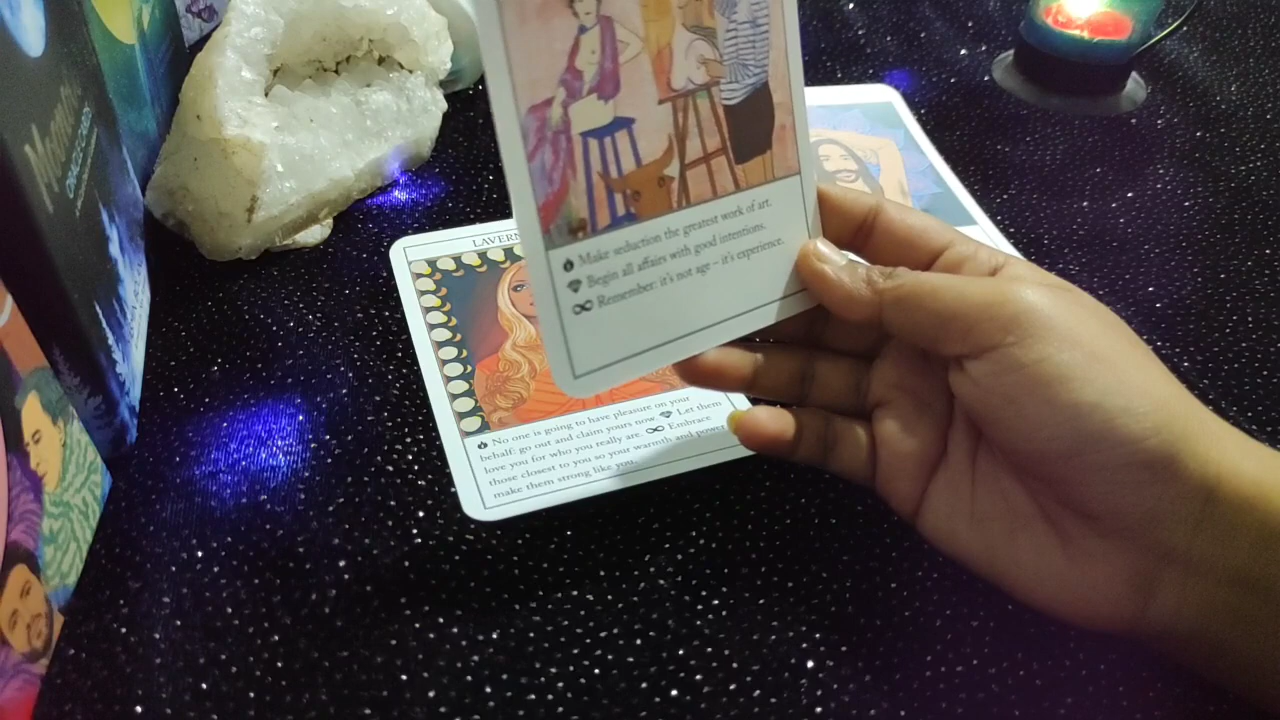 Make seduction the greatest work of art.
Begin all affairs with good intentions.
Remember: it's not age – it's experience.
LAVERN
No one is going to have pleasure on your
behalf: go out and claim yours now. Let them
love you for who you really are. Embrace
those closest to you so your warmth and power
make them strong like you.